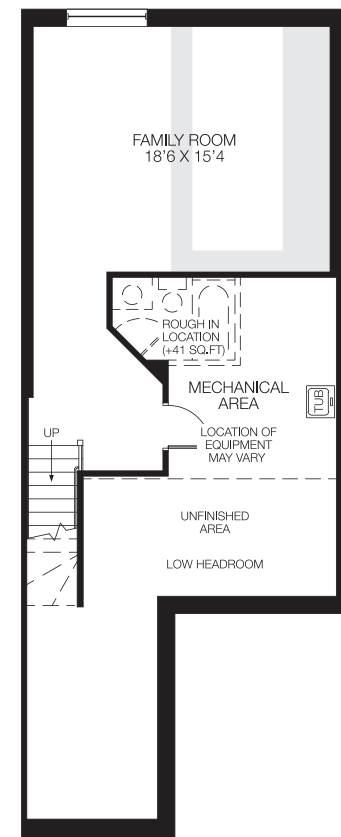 FAMILY ROOM
18'6 X 15'4
ROUGH IN
LOCATION
(+41 SQ.FT)
MECHANICAL
AREA
TUB
LOCATION OF
EQUIPMENT
MAY VARY
UP
UNFINISHED
AREA
LOW HEADROOM